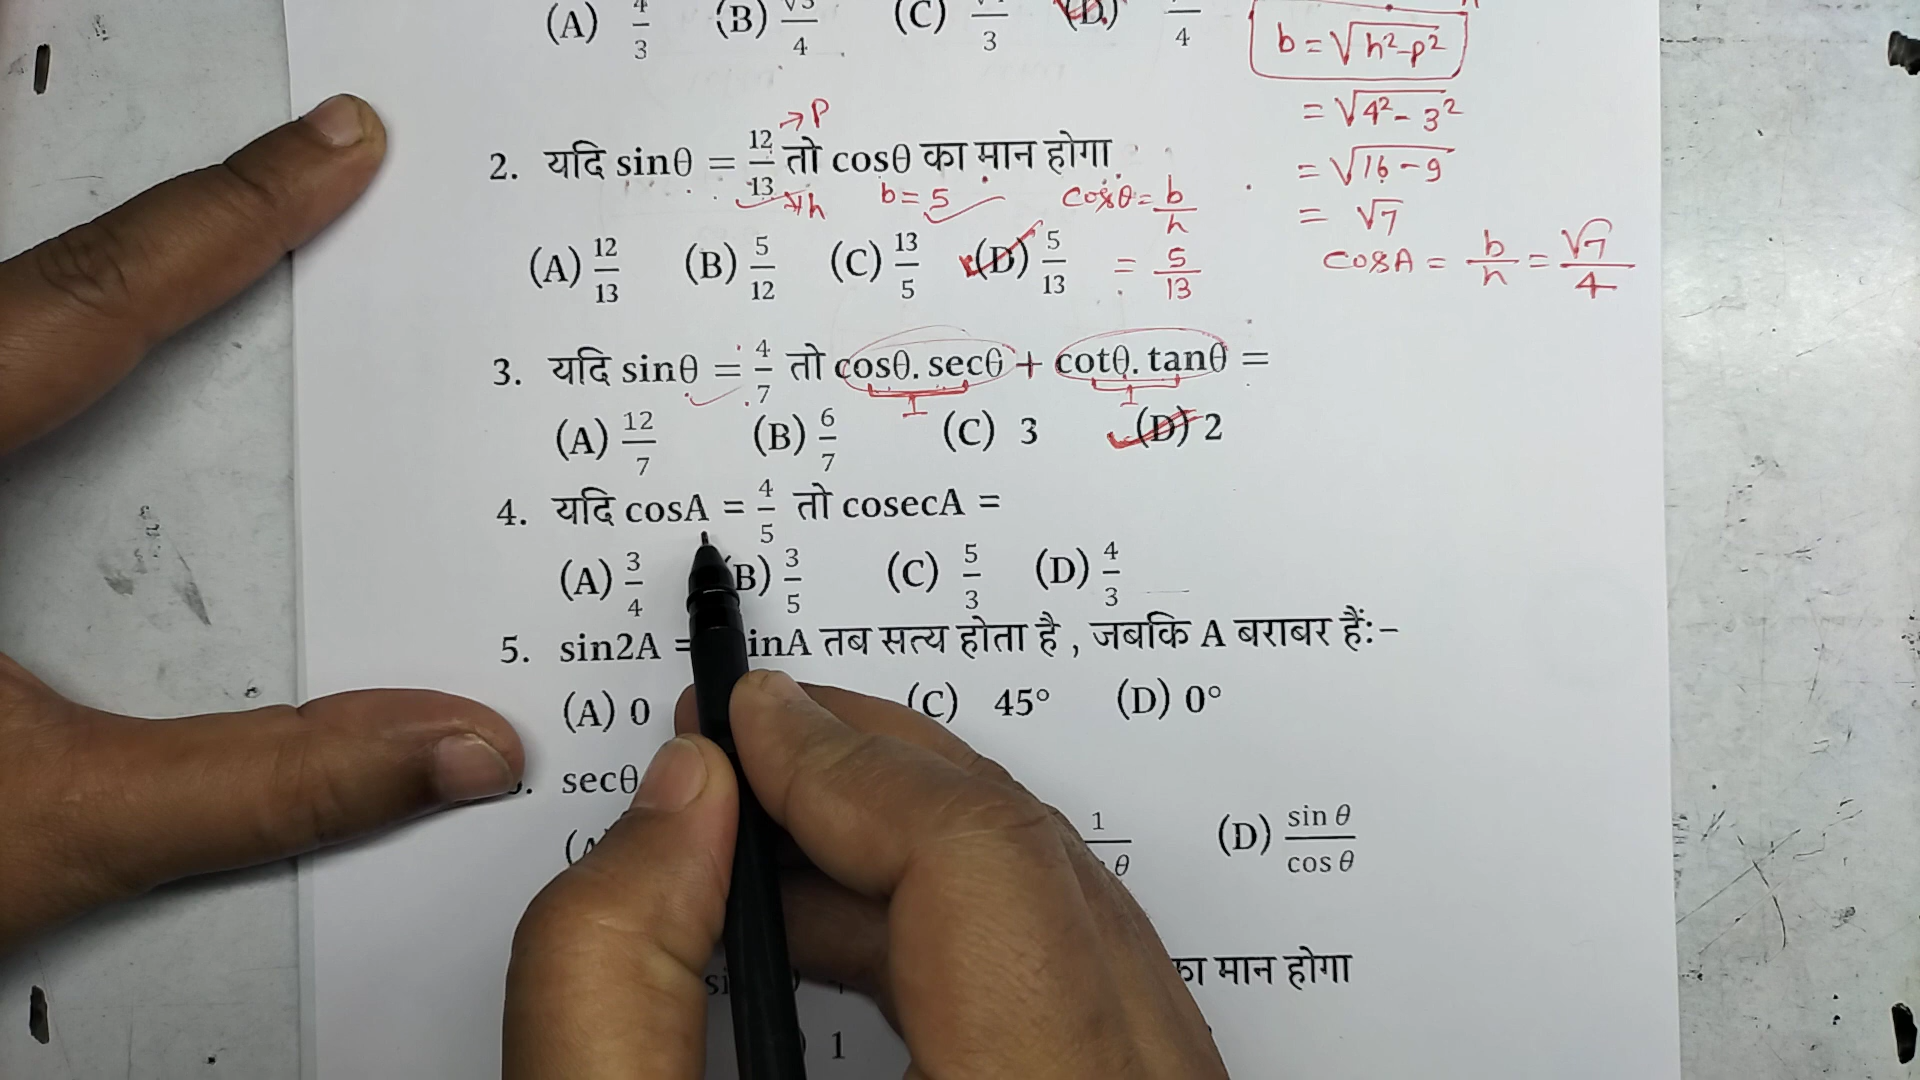 (A) 4/3 (B) √3/4 (C) /3 (D) /4
b = √h²-p²
= √4² - 3²
= √16 - 9
= √7
cosA = b/h = √7/4
→ P
2. यदि sinθ = 12/13 तो cosθ का मान होगा
h b = 5 cosθ = b/h
(A) 12/13 (B) 5/12 (C) 13/5 (D) 5/13 = 5/13
3. यदि sinθ = 4/7 तो cosθ. secθ + cotθ. tanθ =
1 1
(A) 12/7 (B) 6/7 (C) 3 (D) 2
4. यदि cosA = 4/5 तो cosecA =
(A) 3/4 (B) 3/5 (C) 5/3 (D) 4/3
5. sin2A = inA तब सत्य होता है , जबकि A बराबर हैं:–
(A) 0 (C) 45° (D) 0°
secθ
1/ θ (D) sin θ/cos θ
का मान होगा
1